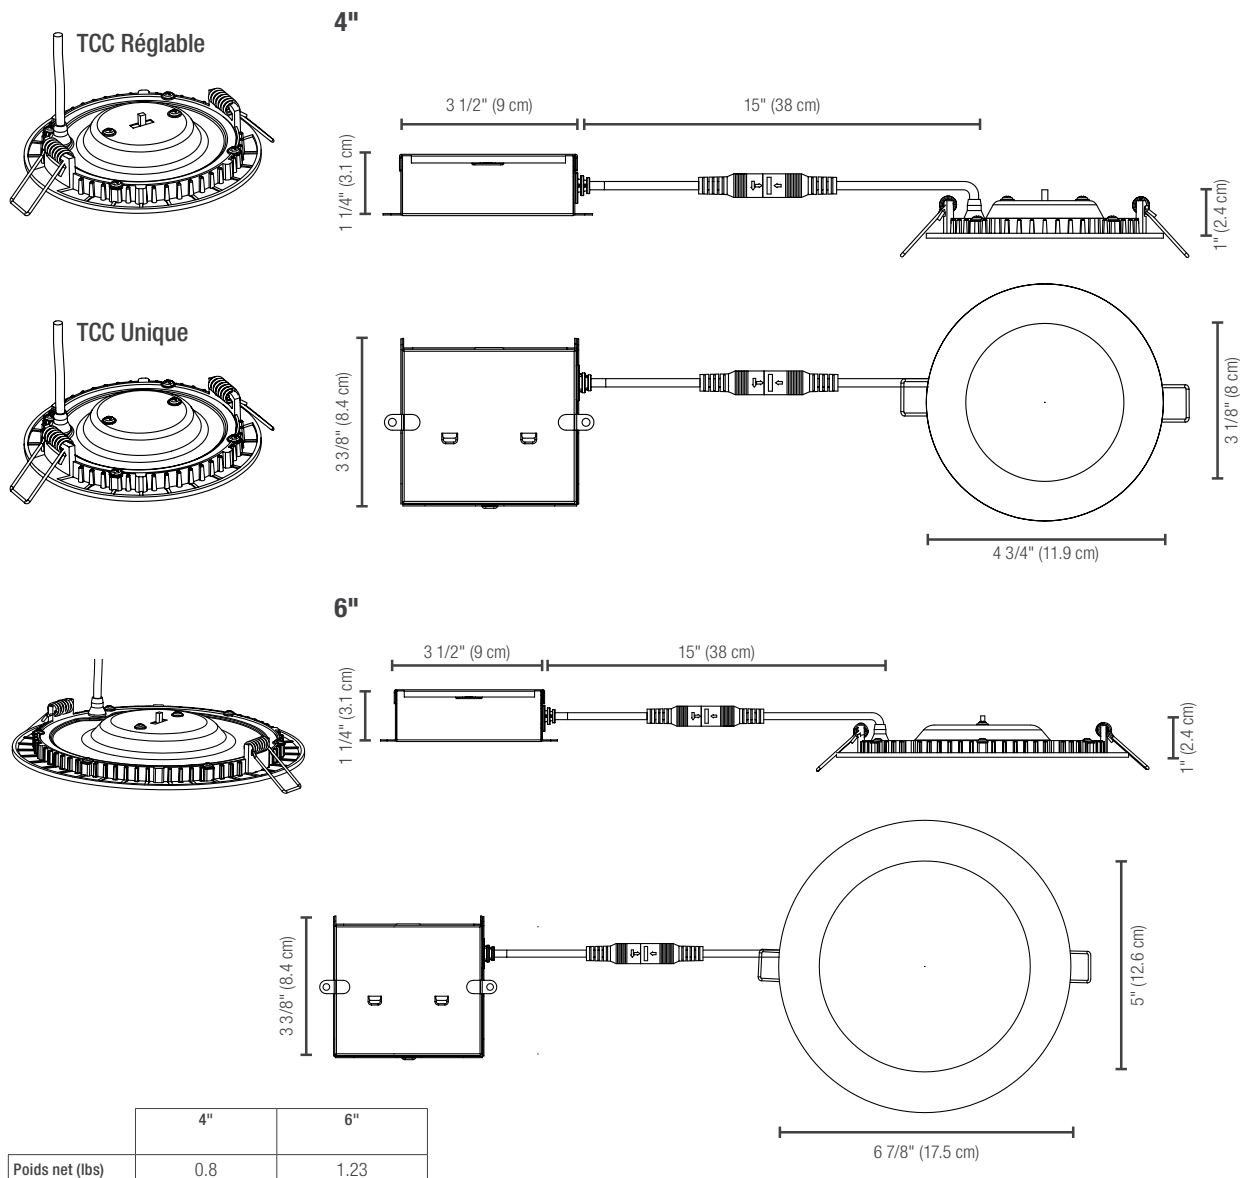 4"
TCC Réglable
3 1/2" (9 cm)
15" (38 cm)
1 1/4" (3.1 cm)
1" (2.4 cm)
TCC Unique
3 3/8" (8.4 cm)
3 1/8" (8 cm)
4 3/4" (11.9 cm)
6"
3 1/2" (9 cm)
15" (38 cm)
1 1/4" (3.1 cm)
1" (2.4 cm)
3 3/8" (8.4 cm)
5" (12.6 cm)
6 7/8" (17.5 cm)
4" 6"
Poids net (lbs) 0.8 1.23